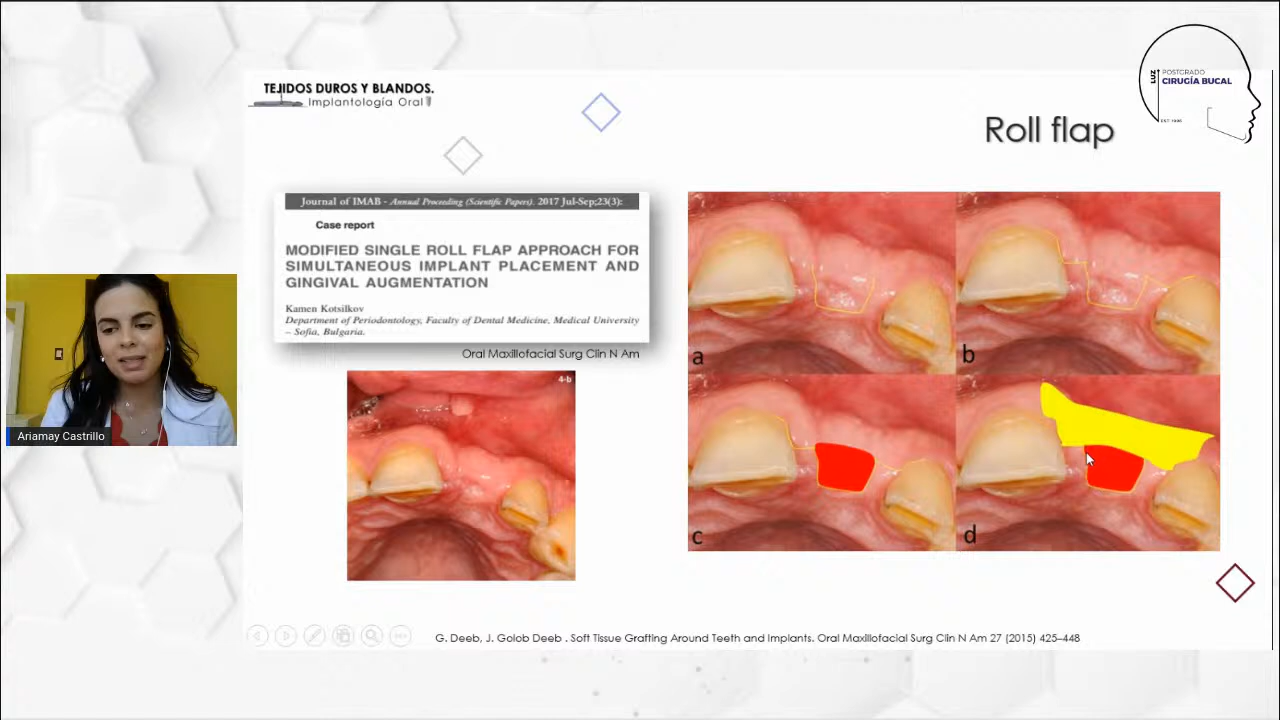 TEJIDOS DUROS Y BLANDOS.
Implantología Oral
LUZ
POSTGRADO
CIRUGÍA BUCAL
Roll flap
Journal of IMAB - Annual Proceeding (Scientific Papers). 2017 Jul-Sep;23(3):
Case report
MODIFIED SINGLE ROLL FLAP APPROACH FOR
SIMULTANEOUS IMPLANT PLACEMENT AND
GINGIVAL AUGMENTATION
Kamen Kotsilkov
Department of Periodontology, Faculty of Dental Medicine, Medical University
– Sofia, Bulgaria.
Oral Maxillofacial Surg Clin N Am
4-b
a
b
c
d
Ariamay Castrillo
G. Deeb, J. Golob Deeb . Soft Tissue Grafting Around Teeth and Implants. Oral Maxillofacial Surg Clin N Am 27 (2015) 425–448